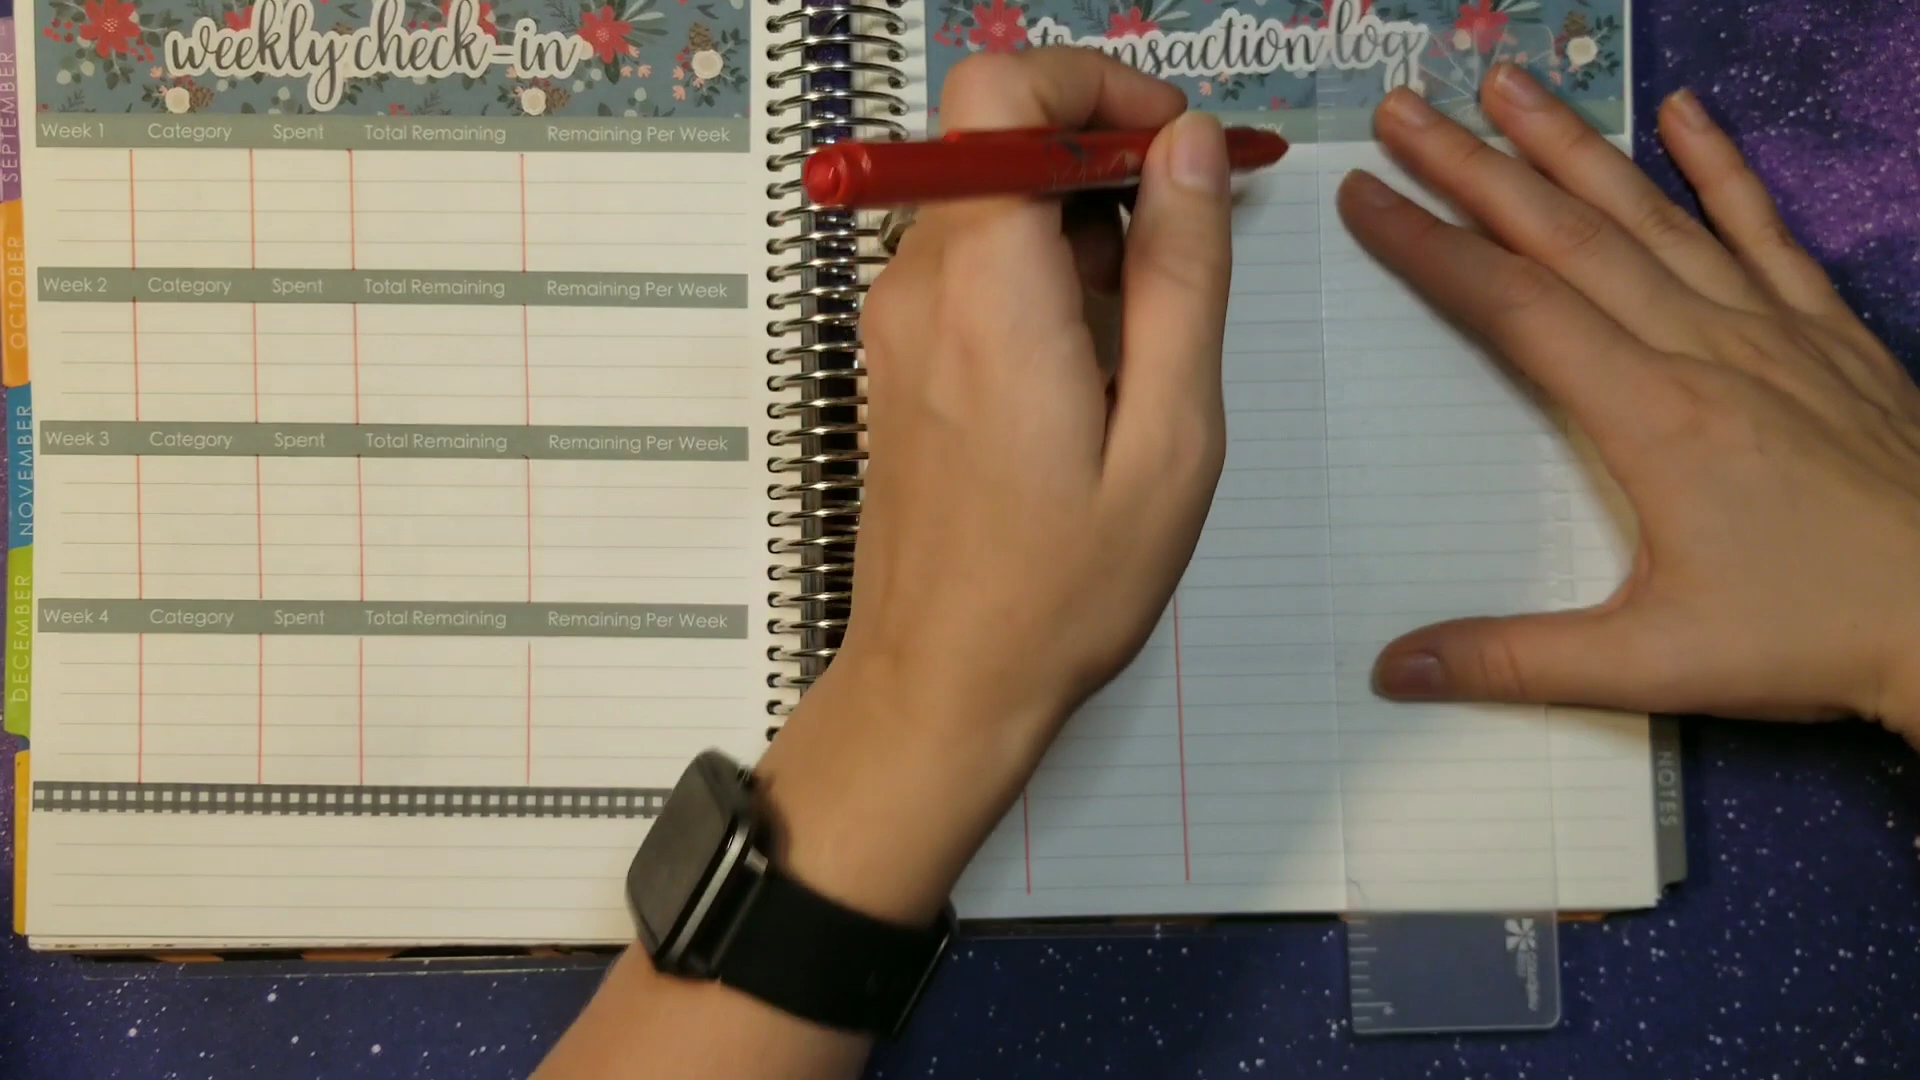 weekly check-in
Week 1 Category Spent Total Remaining Remaining Per Week
Week 2 Category Spent Total Remaining Remaining Per Week
Week 3 Category Spent Total Remaining Remaining Per Week
Week 4 Category Spent Total Remaining Remaining Per Week
transaction log
SEPTEMBER
OCTOBER
NOVEMBER
DECEMBER
NOTES